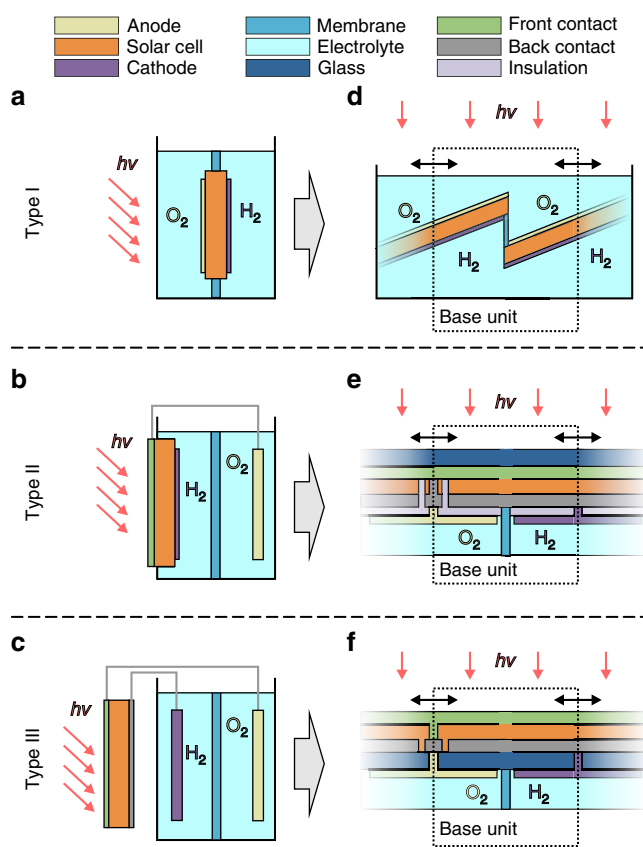 Anode
Membrane
Front contact
Solar cell
Electrolyte
Back contact
Cathode
Glass
Insulation
a
d
hv
hv
Type I
O2
H2
O2
O2
H2
H2
Base unit
b
e
hv
hv
Type II
H2
O2
O2
H2
Base unit
c
f
hv
hv
Type III
H2
O2
O2
H2
Base unit